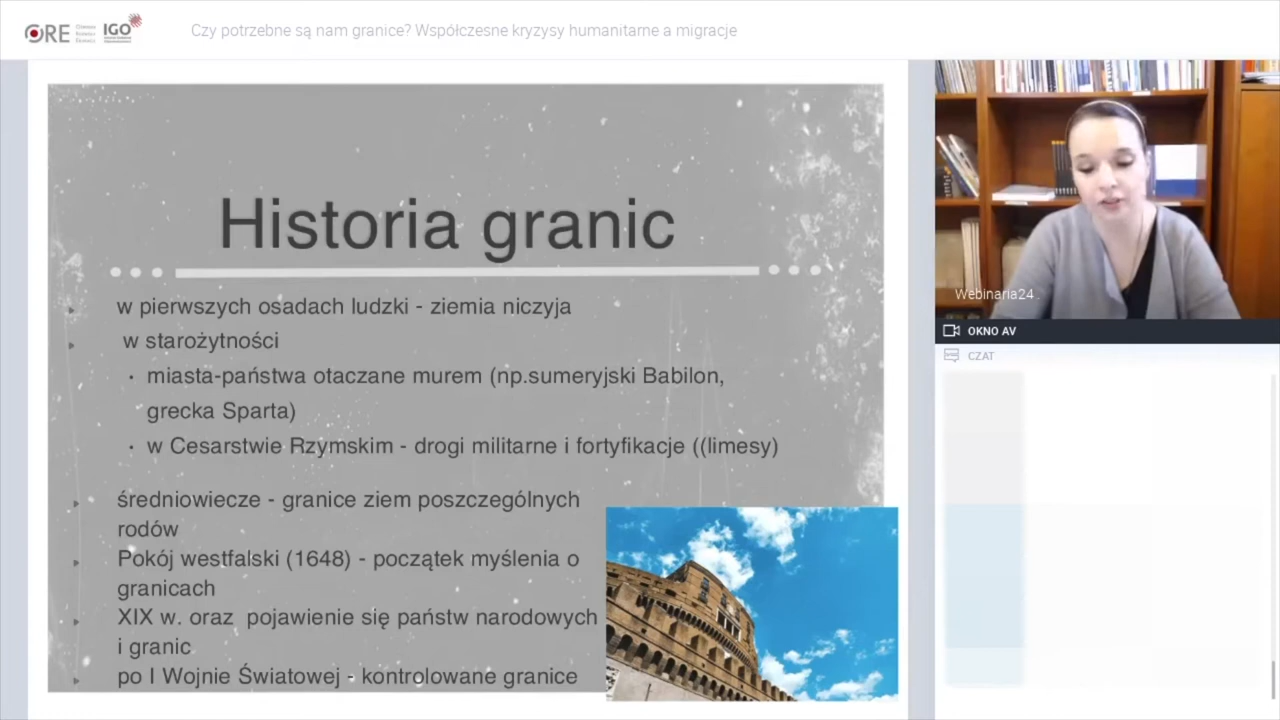 ORE
IGO
Czy potrzebne są nam granice? Współczesne kryzysy humanitarne a migracje
Historia granic
w pierwszych osadach ludzki - ziemia niczyja
w starożytności
miasta-państwa otaczane murem (np.sumeryjski Babilon,
grecka Sparta)
w Cesarstwie Rzymskim - drogi militarne i fortyfikacje ((limesy)
średniowiecze - granice ziem poszczególnych
rodów
Pokój westfalski (1648) - początek myślenia o
granicach
XIX w. oraz  pojawienie się państw narodowych
i granic
po I Wojnie Światowej - kontrolowane granice
Webinaria24 .
OKNO AV
CZAT